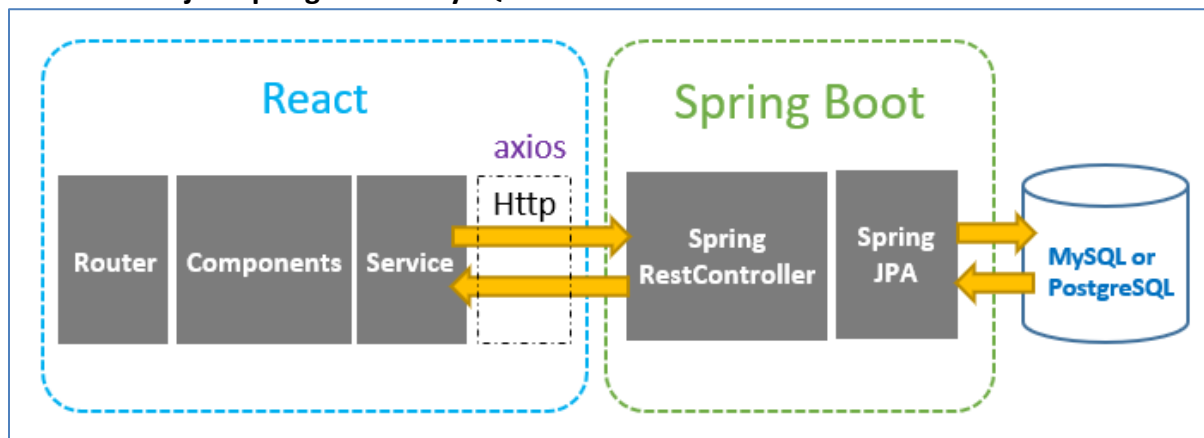 React
Spring Boot
axios
Http
Router
Components
Service
Spring
RestController
Spring
JPA
MySQL or
PostgreSQL